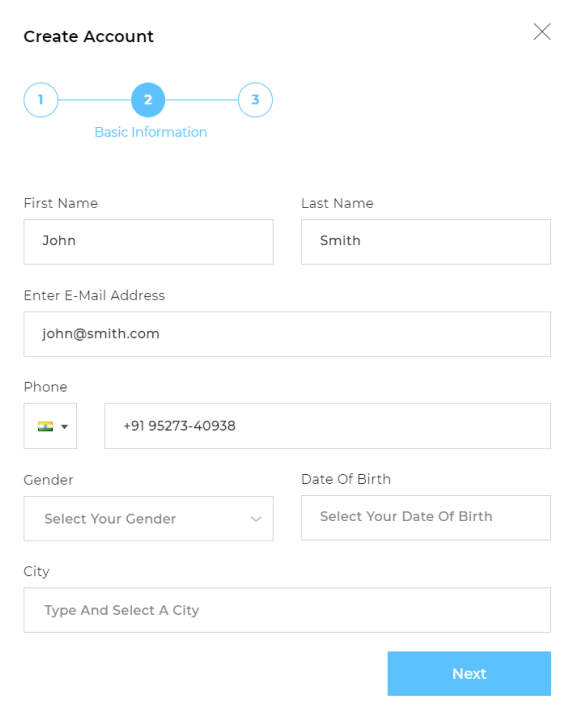 Create Account
1 2 3
Basic Information
First Name Last Name
John Smith
Enter E-Mail Address
john@smith.com
Phone
+91 95273-40938
Gender Date Of Birth
Select Your Gender Select Your Date Of Birth
City
Type And Select A City
Next